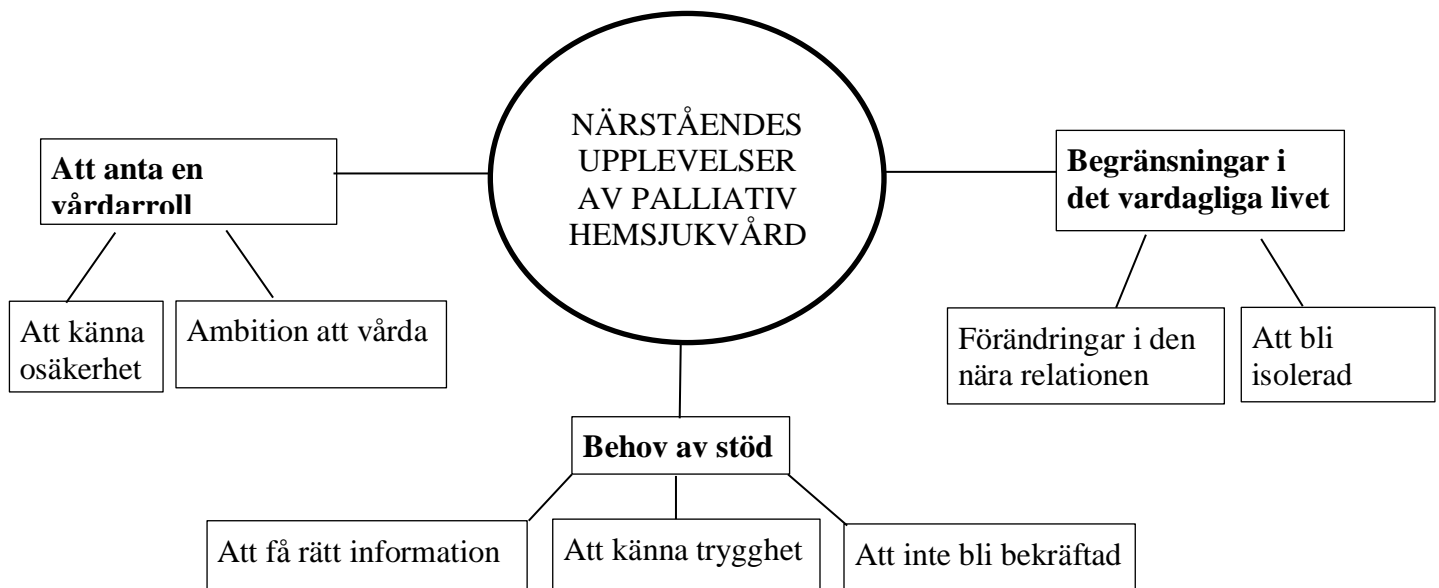 NÄRSTÅENDES
UPPLEVELSER
AV PALLIATIV
HEMSJUKVÅRD
Att anta en
vårdarroll
Att känna
osäkerhet
Ambition att vårda
Begränsningar i
det vardagliga livet
Förändringar i den
nära relationen
Att bli
isolerad
Behov av stöd
Att få rätt information
Att känna trygghet
Att inte bli bekräftad